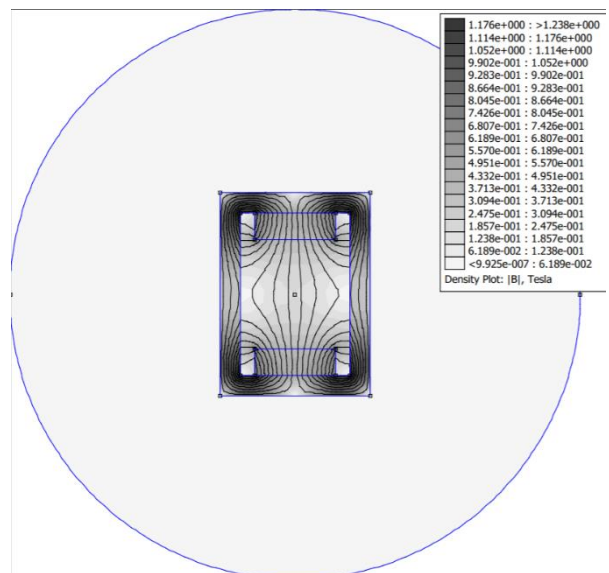 1.176e+000 : >1.238e+000
1.114e+000 : 1.176e+000
1.052e+000 : 1.114e+000
9.902e-001 : 1.052e+000
9.283e-001 : 9.902e-001
8.664e-001 : 9.283e-001
8.045e-001 : 8.664e-001
7.426e-001 : 8.045e-001
6.807e-001 : 7.426e-001
6.189e-001 : 6.807e-001
5.570e-001 : 6.189e-001
4.951e-001 : 5.570e-001
4.332e-001 : 4.951e-001
3.713e-001 : 4.332e-001
3.094e-001 : 3.713e-001
2.475e-001 : 3.094e-001
1.857e-001 : 2.475e-001
1.238e-001 : 1.857e-001
6.189e-002 : 1.238e-001
<9.925e-007 : 6.189e-002
Density Plot: |B|, Tesla